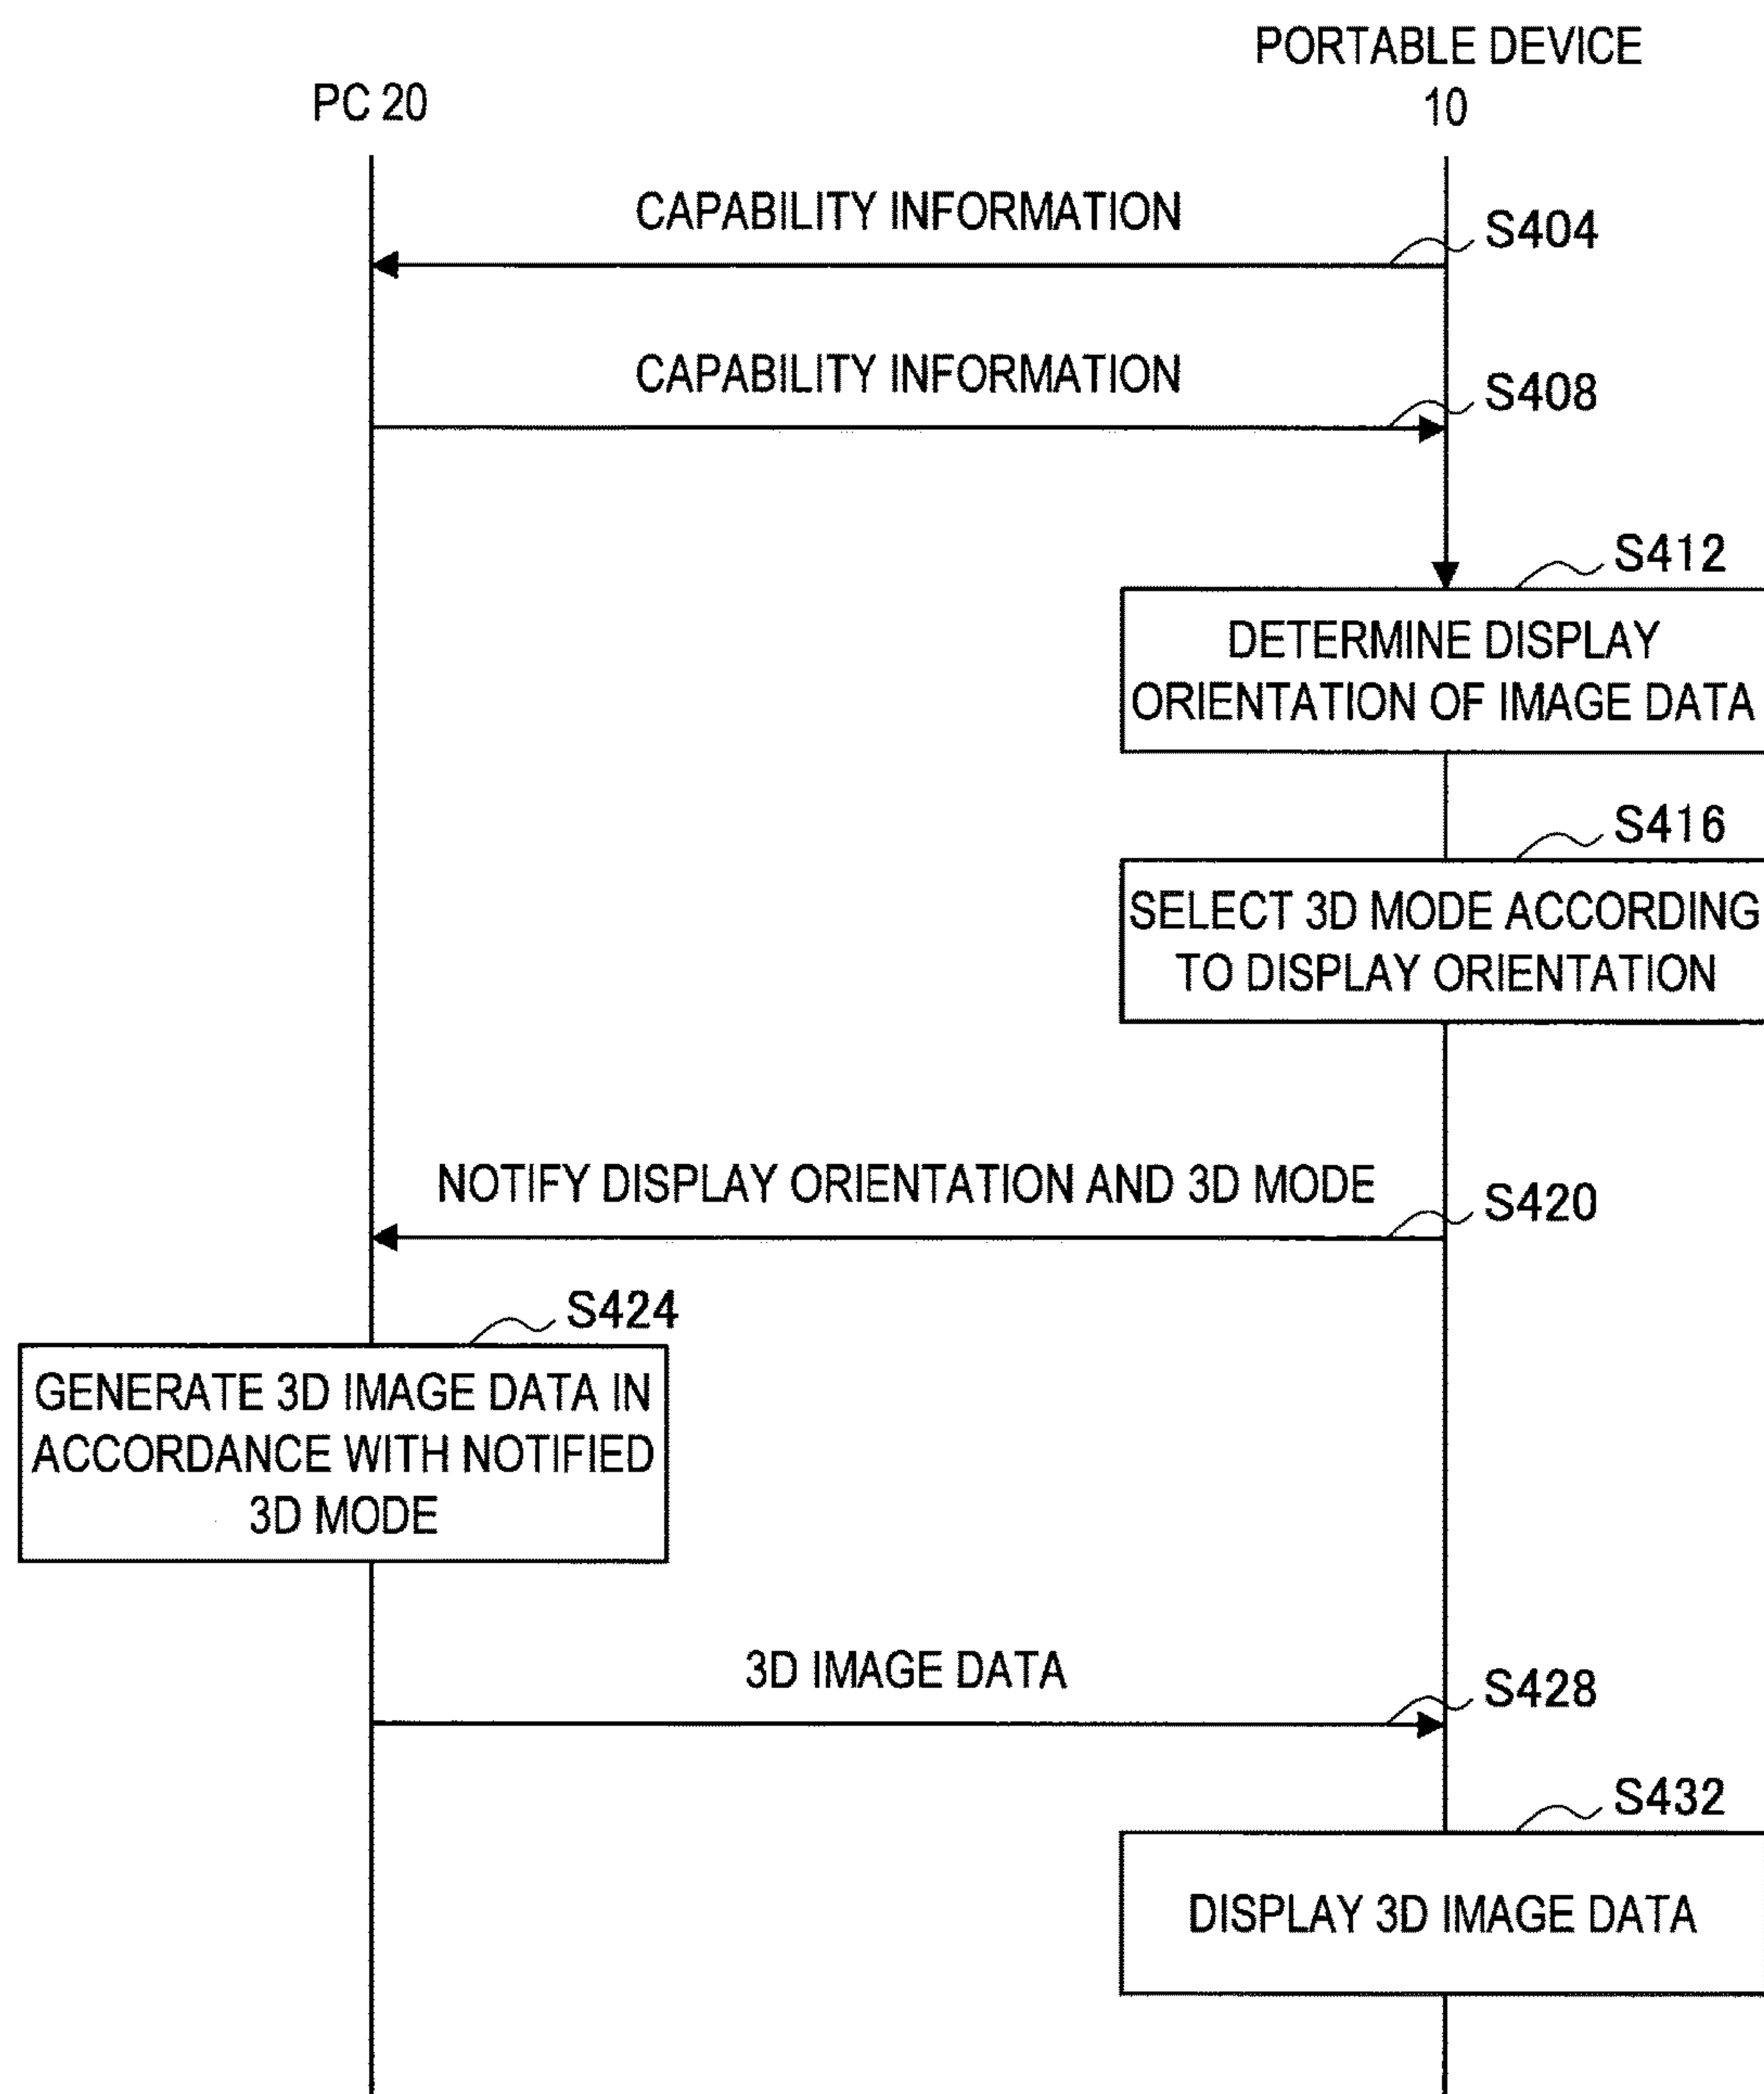 PORTABLE DEVICE
10
PC 20
CAPABILITY INFORMATION
S404
CAPABILITY INFORMATION
S408
S412
DETERMINE DISPLAY
ORIENTATION OF IMAGE DATA
S416
SELECT 3D MODE ACCORDING
TO DISPLAY ORIENTATION
NOTIFY DISPLAY ORIENTATION AND 3D MODE
S420
S424
GENERATE 3D IMAGE DATA IN
ACCORDANCE WITH NOTIFIED
3D MODE
3D IMAGE DATA
S428
S432
DISPLAY 3D IMAGE DATA